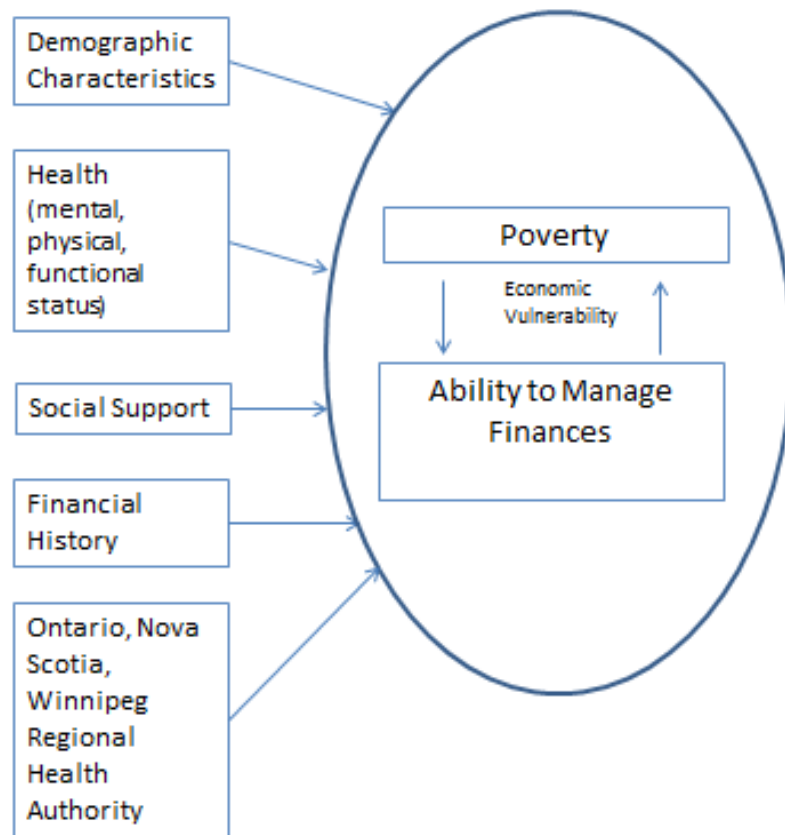 Demographic
Characteristics
Health
(mental,
physical,
functional
status)
Social Support
Financial
History
Ontario, Nova
Scotia,
Winnipeg
Regional
Health
Authority
Poverty
Economic
Vulnerability
Ability to Manage
Finances